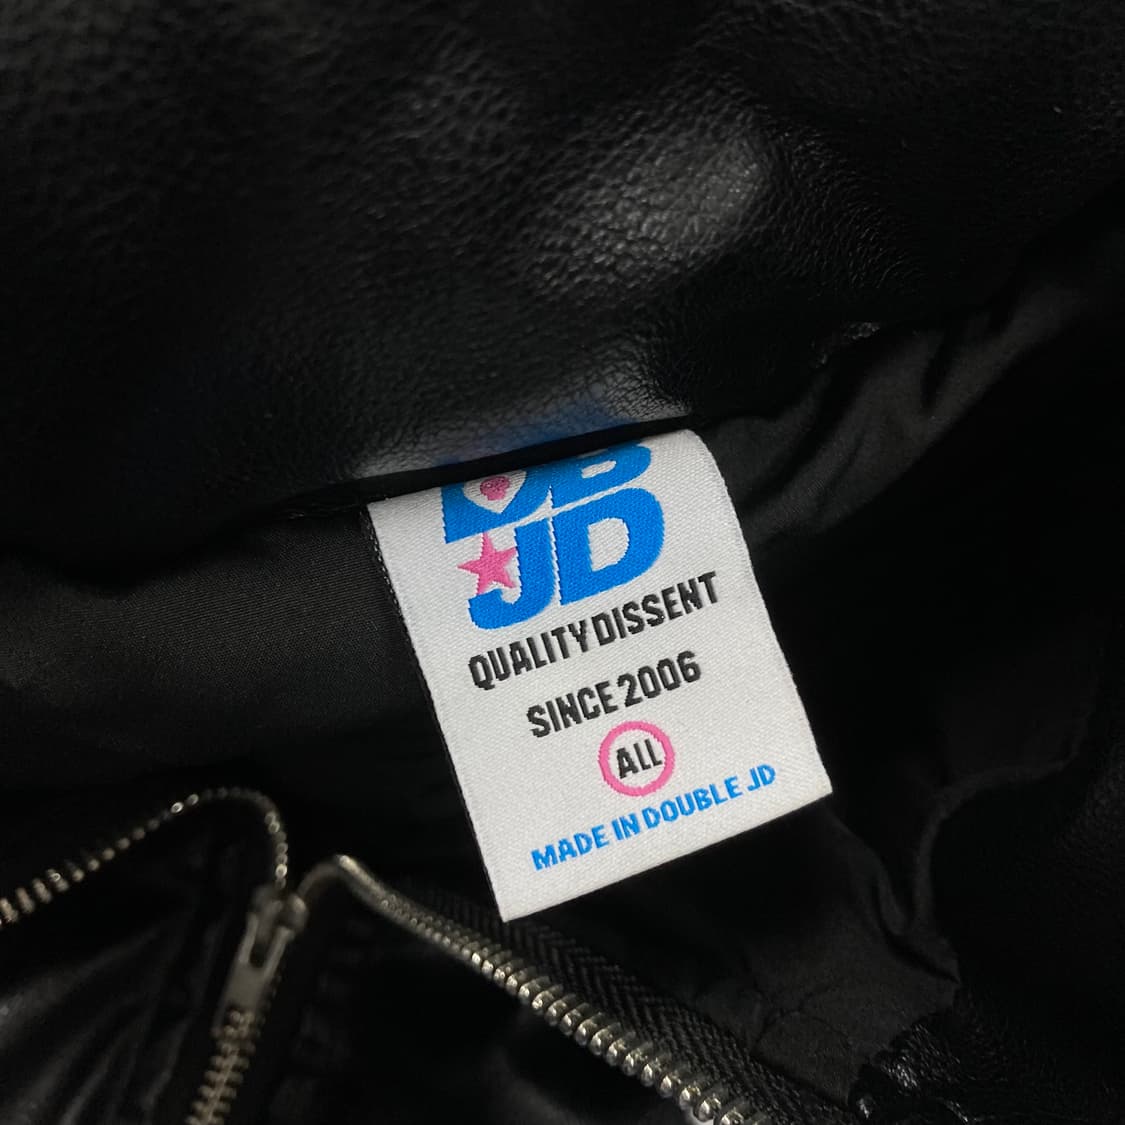 DB
JD
QUALITY DISSENT
SINCE 2006
ALL
MADE IN DOUBLE JD